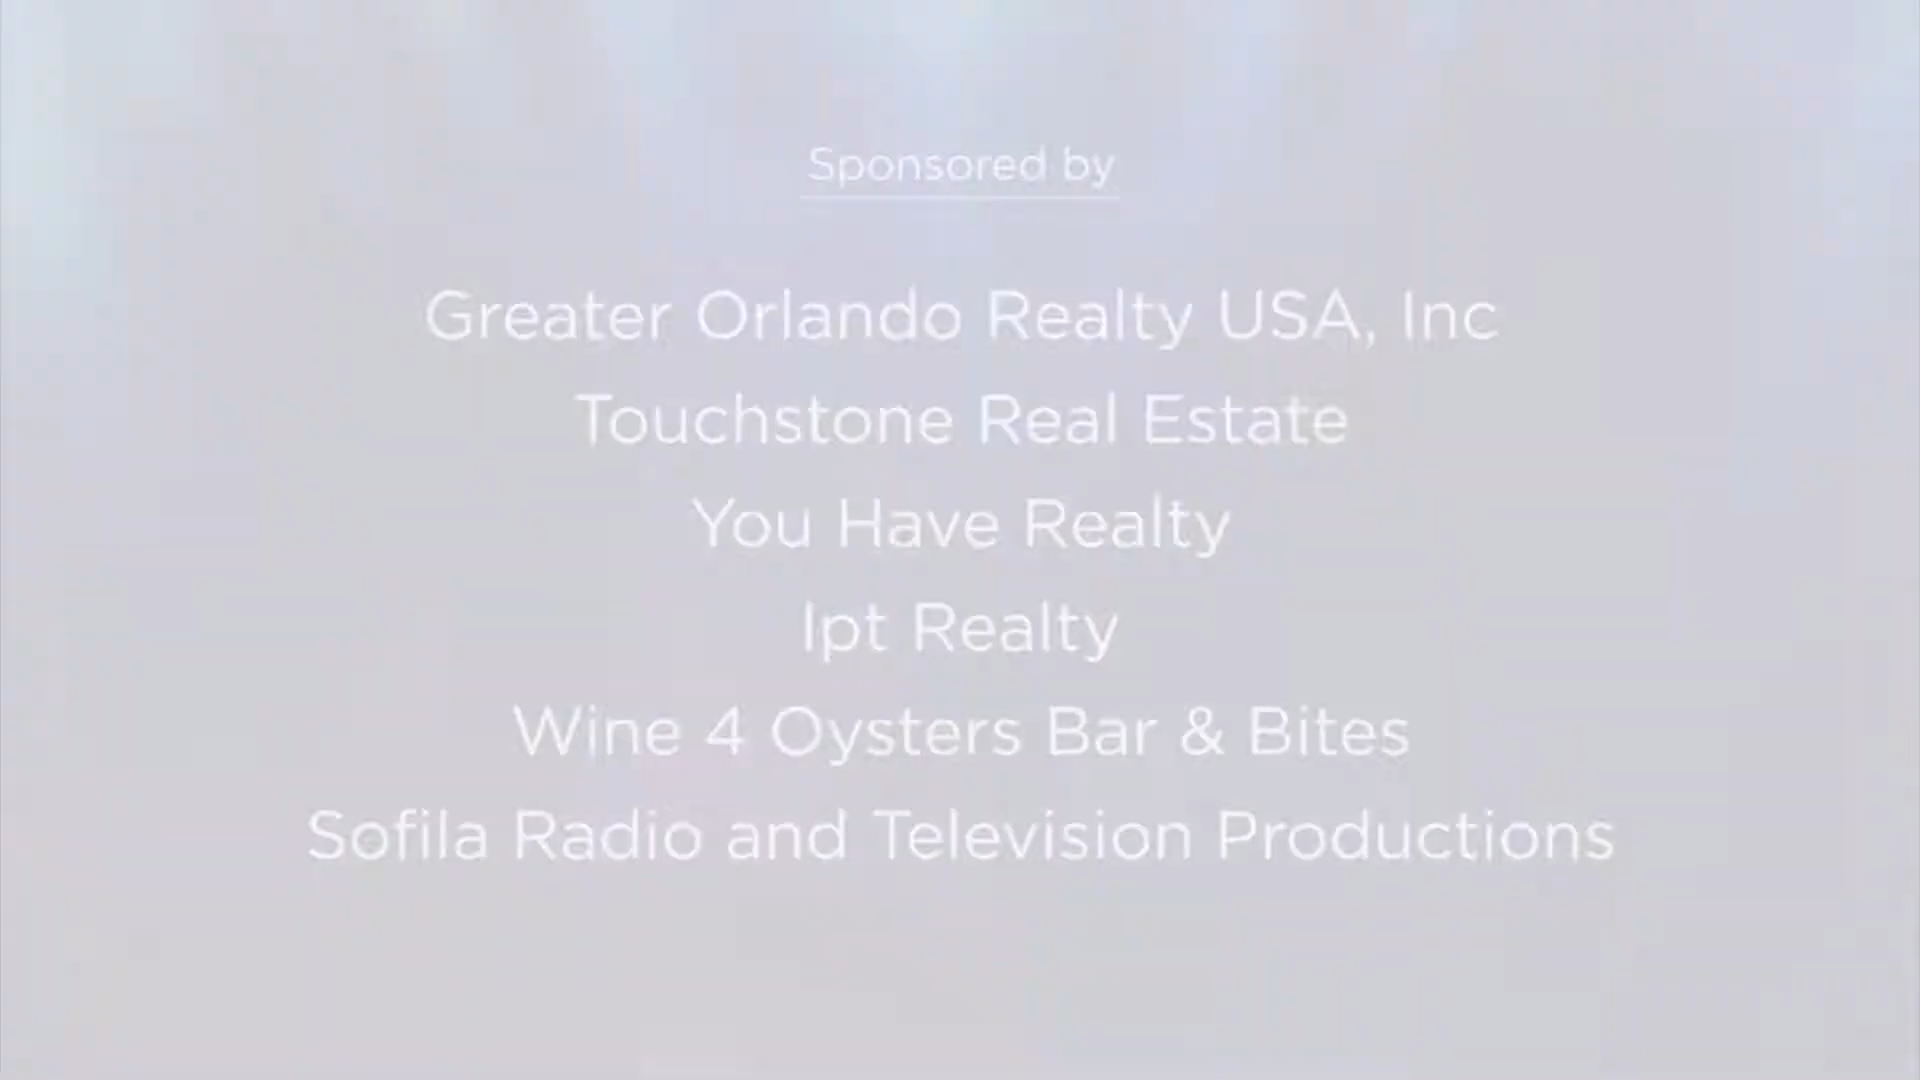 Sponsored by
Greater Orlando Realty USA, Inc
Touchstone Real Estate
You Have Realty
Ipt Realty
Wine 4 Oysters Bar & Bites
Sofila Radio and Television Productions